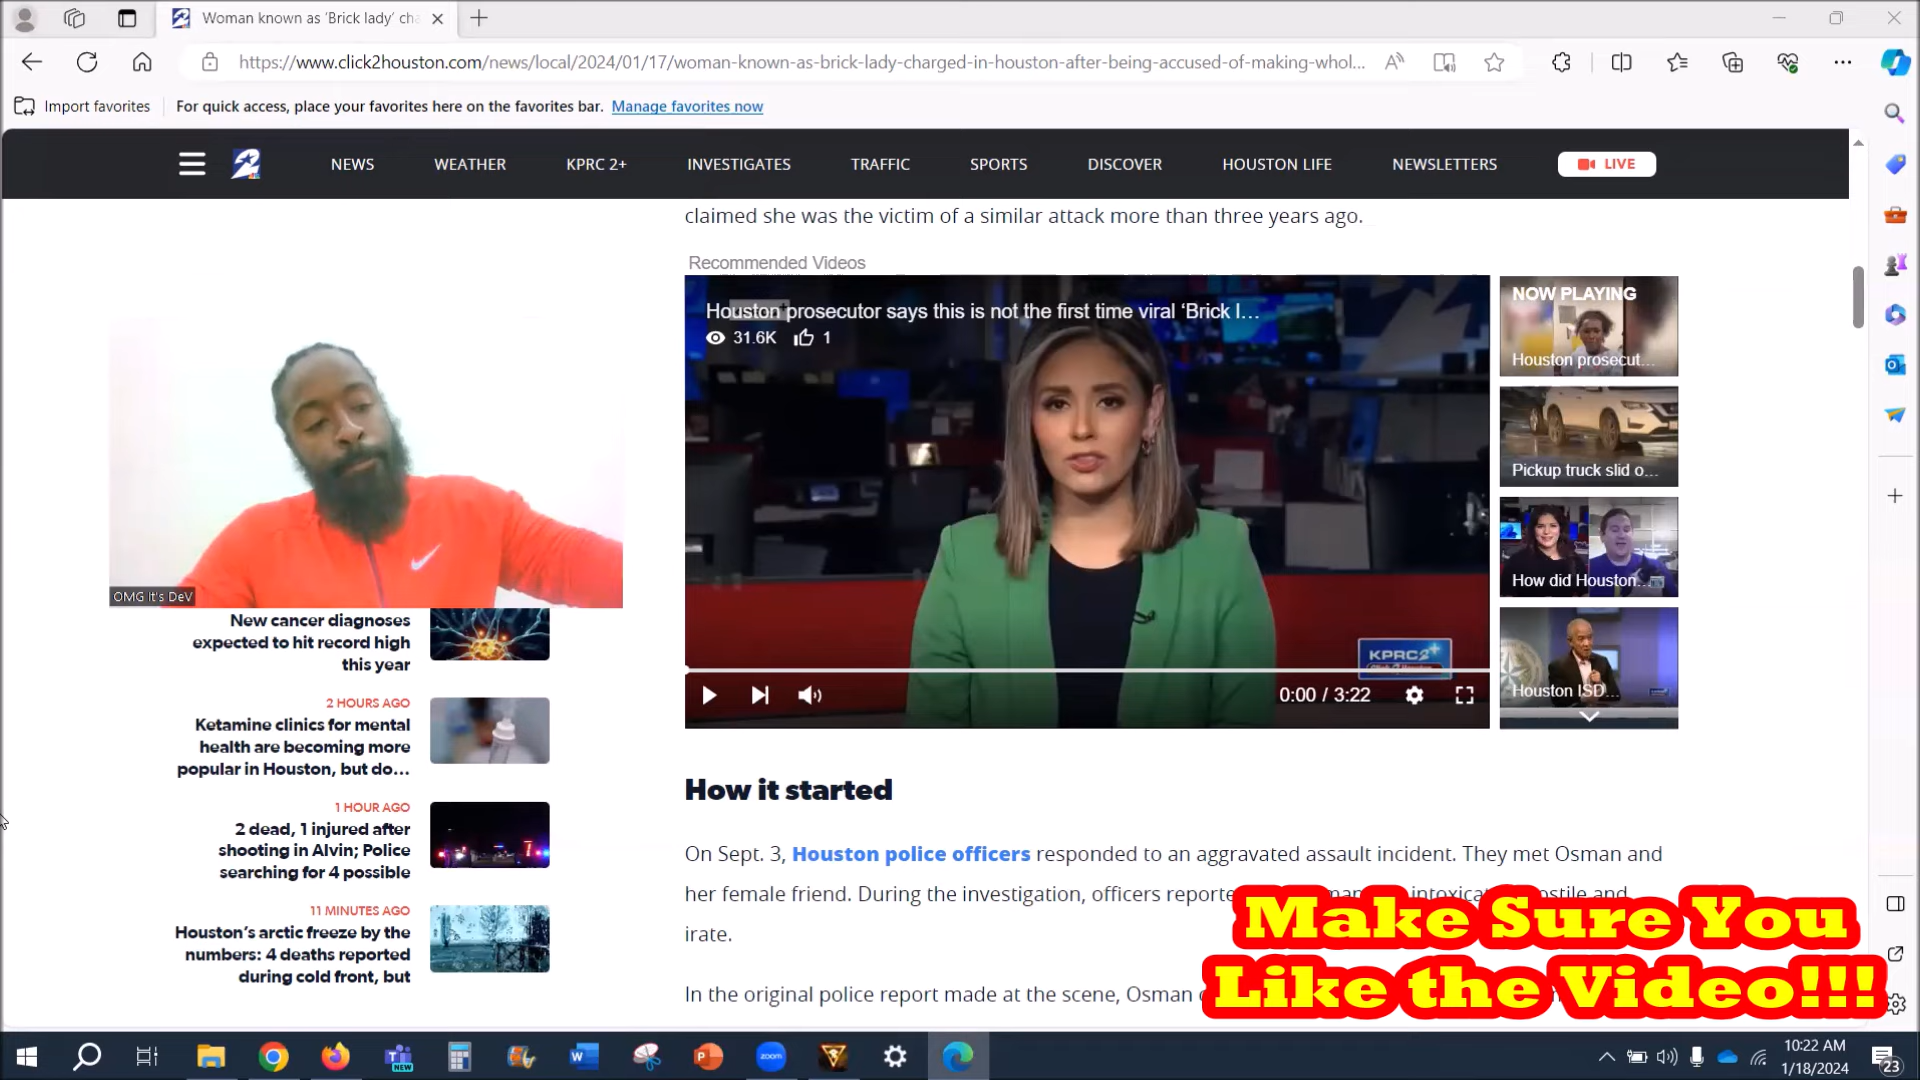 Woman known as 'Brick lady' cha
https://www.click2houston.com/news/local/2024/01/17/woman-known-as-brick-lady-charged-in-houston-after-being-accused-of-making-whol...
Import favorites
For quick access, place your favorites here on the favorites bar. Manage favorites now
NEWS WEATHER KPRC 2+ INVESTIGATES TRAFFIC SPORTS DISCOVER HOUSTON LIFE NEWSLETTERS LIVE
claimed she was the victim of a similar attack more than three years ago.
Recommended Videos
Houston prosecutor says this is not the first time viral 'Brick l...
31.6K 1
NOW PLAYING
Houston prosecut...
Pickup truck slid o...
How did Houston...
Houston ISD...
KPRC2+
0:00 / 3:22
OMG It's DeV
New cancer diagnoses
expected to hit record high
this year
2 HOURS AGO
Ketamine clinics for mental
health are becoming more
popular in Houston, but do...
1 HOUR AGO
2 dead, 1 injured after
shooting in Alvin; Police
searching for 4 possible
11 MINUTES AGO
Houston's arctic freeze by the
numbers: 4 deaths reported
during cold front, but
How it started
On Sept. 3, Houston police officers responded to an aggravated assault incident. They met Osman and
her female friend. During the investigation, officers reporte
irate.
In the original police report made at the scene, Osman
Make Sure You
Like the Video!!!
NEW
zoom
10:22 AM
1/18/2024
23